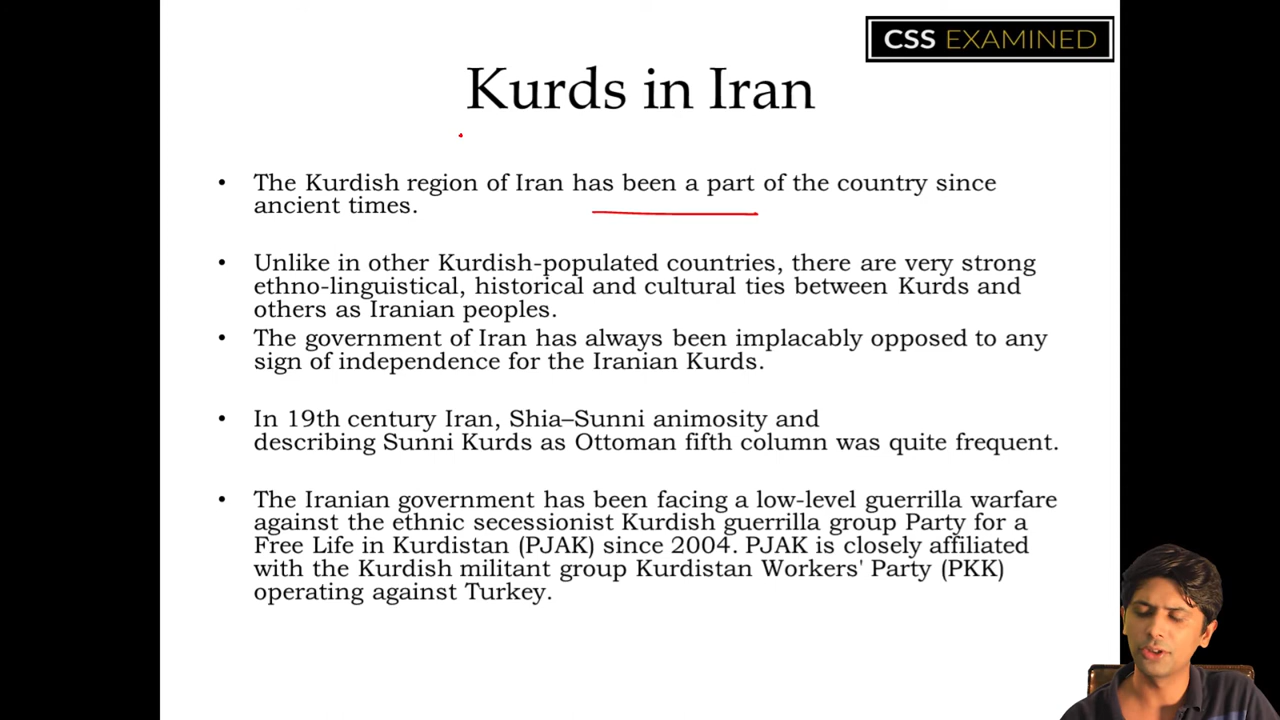 CSS EXAMINED
Kurds in Iran
• The Kurdish region of Iran has been a part of the country since
ancient times.
• Unlike in other Kurdish-populated countries, there are very strong
ethno-linguistical, historical and cultural ties between Kurds and
others as Iranian peoples.
• The government of Iran has always been implacably opposed to any
sign of independence for the Iranian Kurds.
• In 19th century Iran, Shia–Sunni animosity and
describing Sunni Kurds as Ottoman fifth column was quite frequent.
• The Iranian government has been facing a low-level guerrilla warfare
against the ethnic secessionist Kurdish guerrilla group Party for a
Free Life in Kurdistan (PJAK) since 2004. PJAK is closely affiliated
with the Kurdish militant group Kurdistan Workers' Party (PKK)
operating against Turkey.